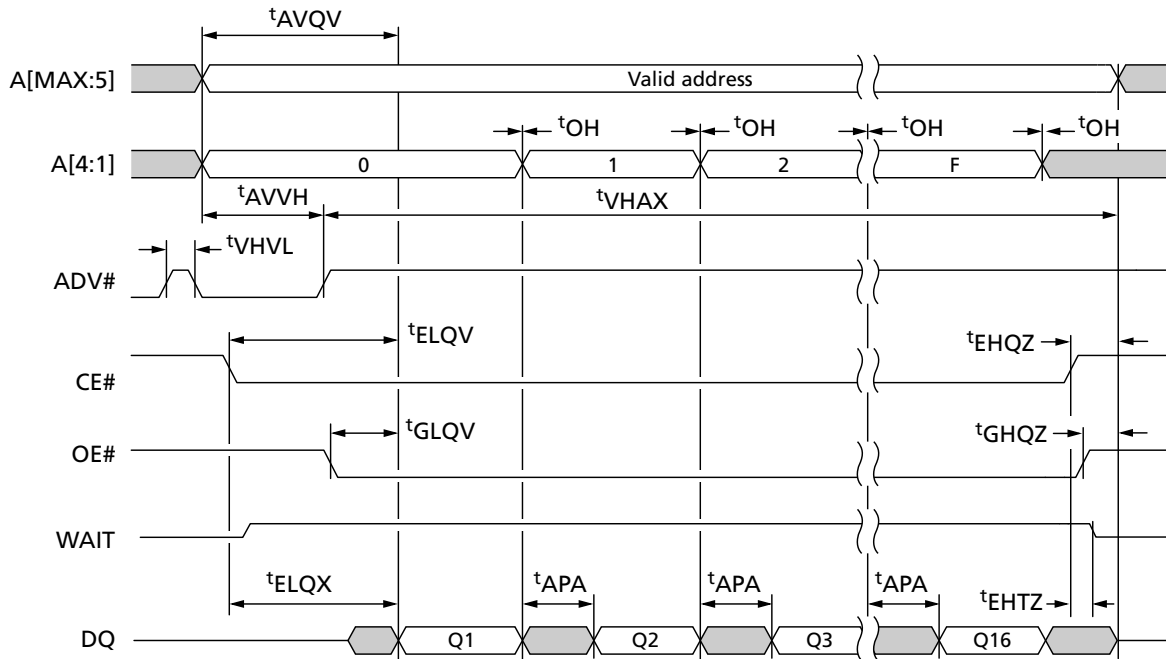 tAVQV
A[MAX:5]
Valid address
tOH
tOH
tOH
tOH
A[4:1]
0
1
2
F
tAVVH
tVHAX
tVHVL
ADV#
tELQV
tEHQZ
CE#
tGLQV
tGHQZ
OE#
WAIT
tELQX
tAPA
tAPA
tAPA
tEHTZ
DQ
Q1
Q2
Q3
Q16